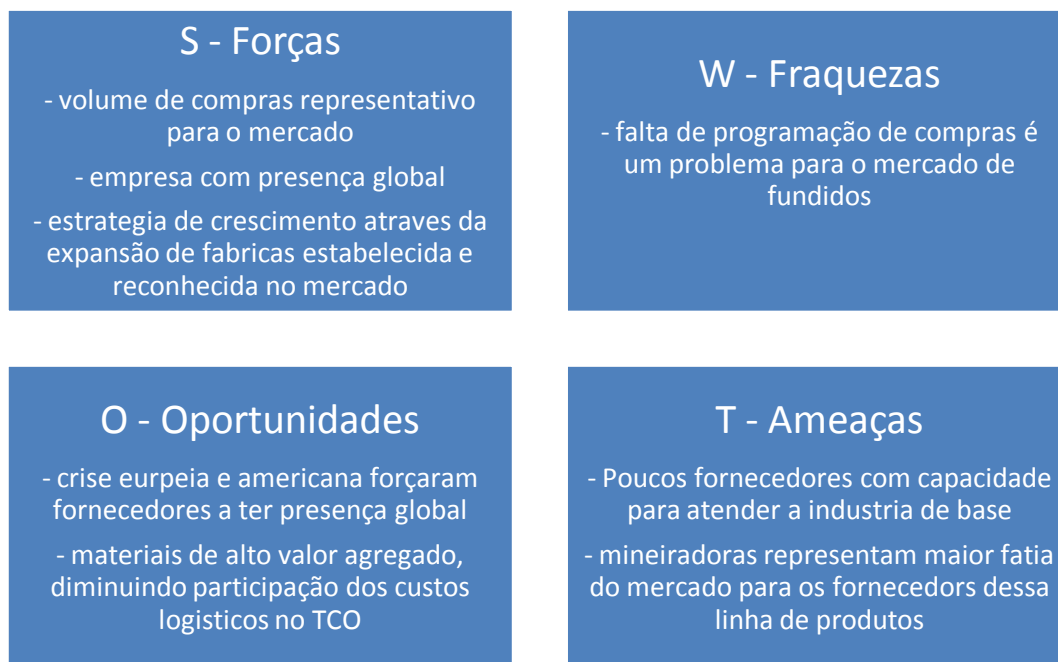 S - Forças
- volume de compras representativo
para o mercado
- empresa com presença global
- estrategia de crescimento atraves da
expansão de fabricas estabelecida e
reconhecida no mercado
W - Fraquezas
- falta de programação de compras é
um problema para o mercado de
fundidos
O - Oportunidades
- crise eurpeia e americana forçaram
fornecedores a ter presença global
- materiais de alto valor agregado,
diminuindo participação dos custos
logisticos no TCO
T - Ameaças
- Poucos fornecedores com capacidade
para atender a industria de base
- mineiradoras representam maior fatia
do mercado para os fornecedors dessa
linha de produtos